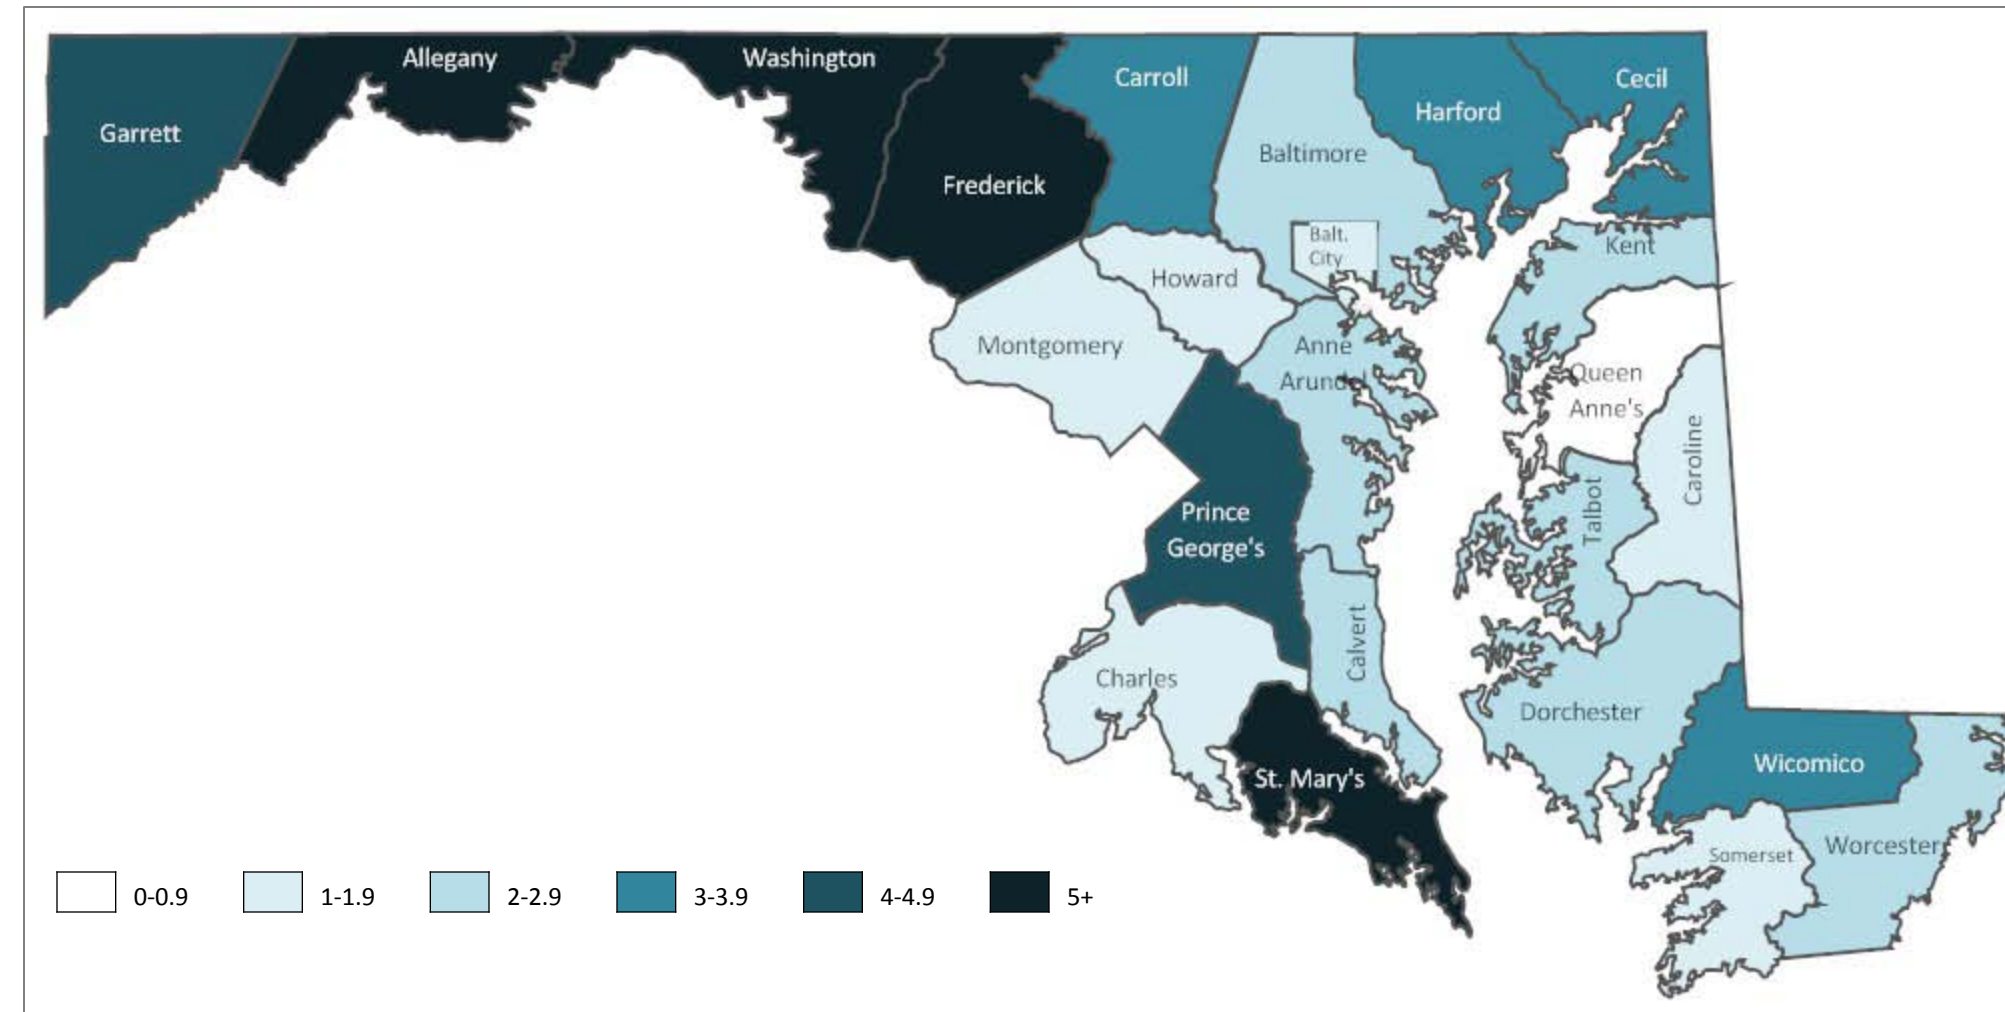 Allegany
Washington
Carroll
Cecil
Harford
Garrett
Baltimore
Frederick
Balt.
City
Kent
Howard
Montgomery
Anne
Arundel
Queen
Anne's
Caroline
Talbot
Prince
George's
Calvert
Charles
Dorchester
Wicomico
St. Mary's
Worcester
Somerset
0-0.9
1-1.9
2-2.9
3-3.9
4-4.9
5+